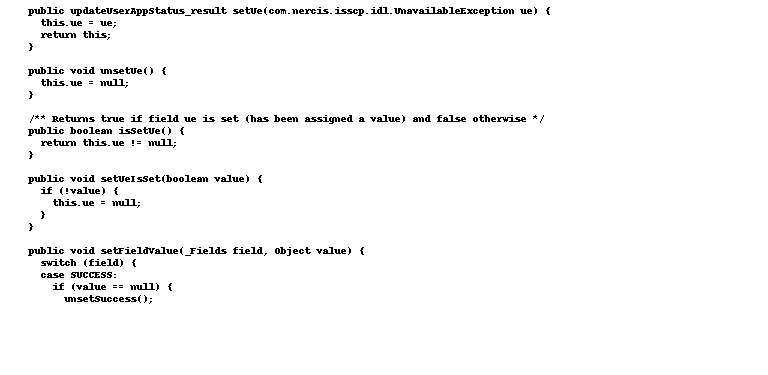 public updateUserAppStatus_result setUe(com.nercis.isscp.idl.UnavailableException ue) {
this.ue = ue;
return this;
}
public void unsetUe() {
this.ue = null;
}
/** Returns true if field ue is set (has been assigned a value) and false otherwise */
public boolean isSetUe() {
return this.ue != null;
}
public void setUeIsSet(boolean value) {
if (!value) {
this.ue = null;
}
}
public void setFieldValue(_Fields field, Object value) {
switch (field) {
case SUCCESS:
if (value == null) {
unsetSuccess();